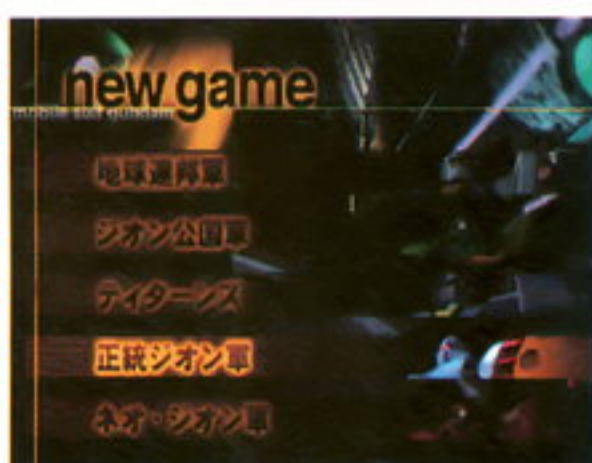 new game
mobile suit gundam
地球連邦軍
ジオン公国軍
ティターンズ
正統ジオン軍
ネオ・ジオン軍